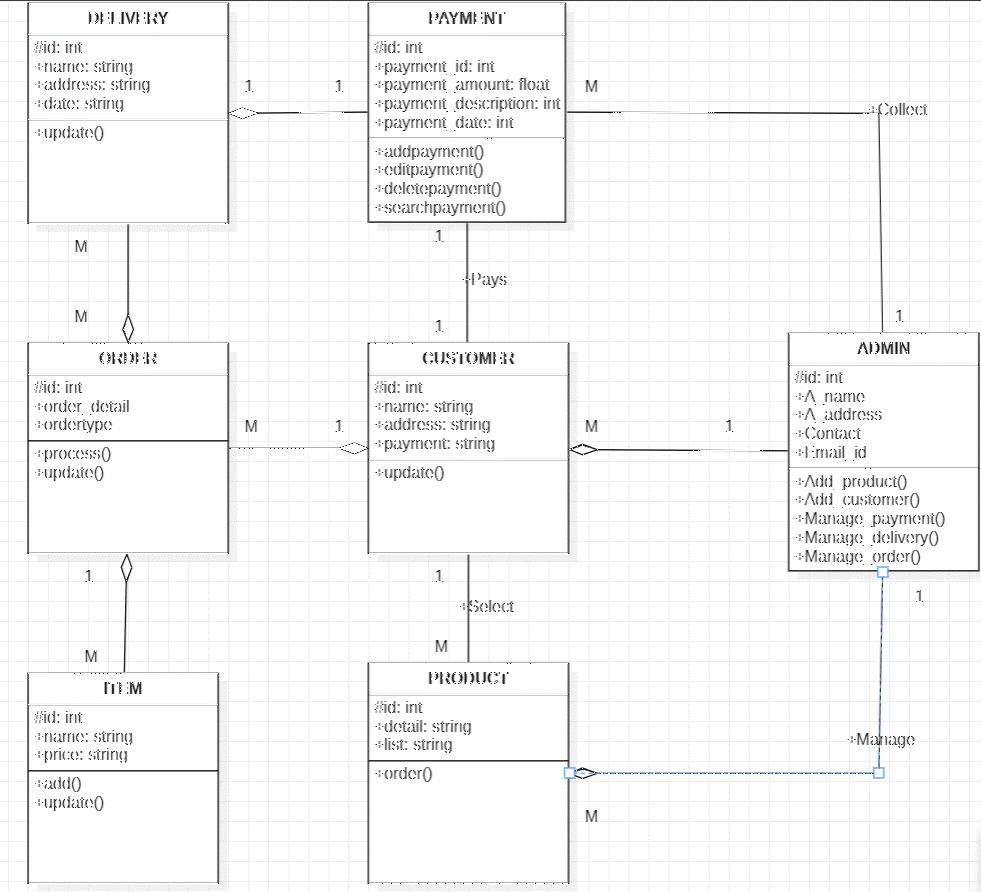 DELIVERY
#id: int
+name: string
+address: string
+date: string
+update()
1
1
PAYMENT
#id: int
+payment_id: int
+payment_amount: float
+payment_description: int
+payment_date: int
+addpayment()
+editpayment()
+deletepayment()
+searchpayment()
M
+Collect
M
M
1
+Pays
1
1
ORDER
#id: int
+order_detail
+ordertype
+process()
+update()
M
1
CUSTOMER
#id: int
+name: string
+address: string
+payment: string
+update()
M
1
ADMIN
#id: int
+A_name
+A_address
+Contact
+Email_id
+Add_product()
+Add_customer()
+Manage_payment()
+Manage_delivery()
+Manage_order()
1
M
1
+Select
M
1
+Manage
M
ITEM
#id: int
+name: string
+price: string
+add()
+update()
PRODUCT
#id: int
+detail: string
+list: string
+order()